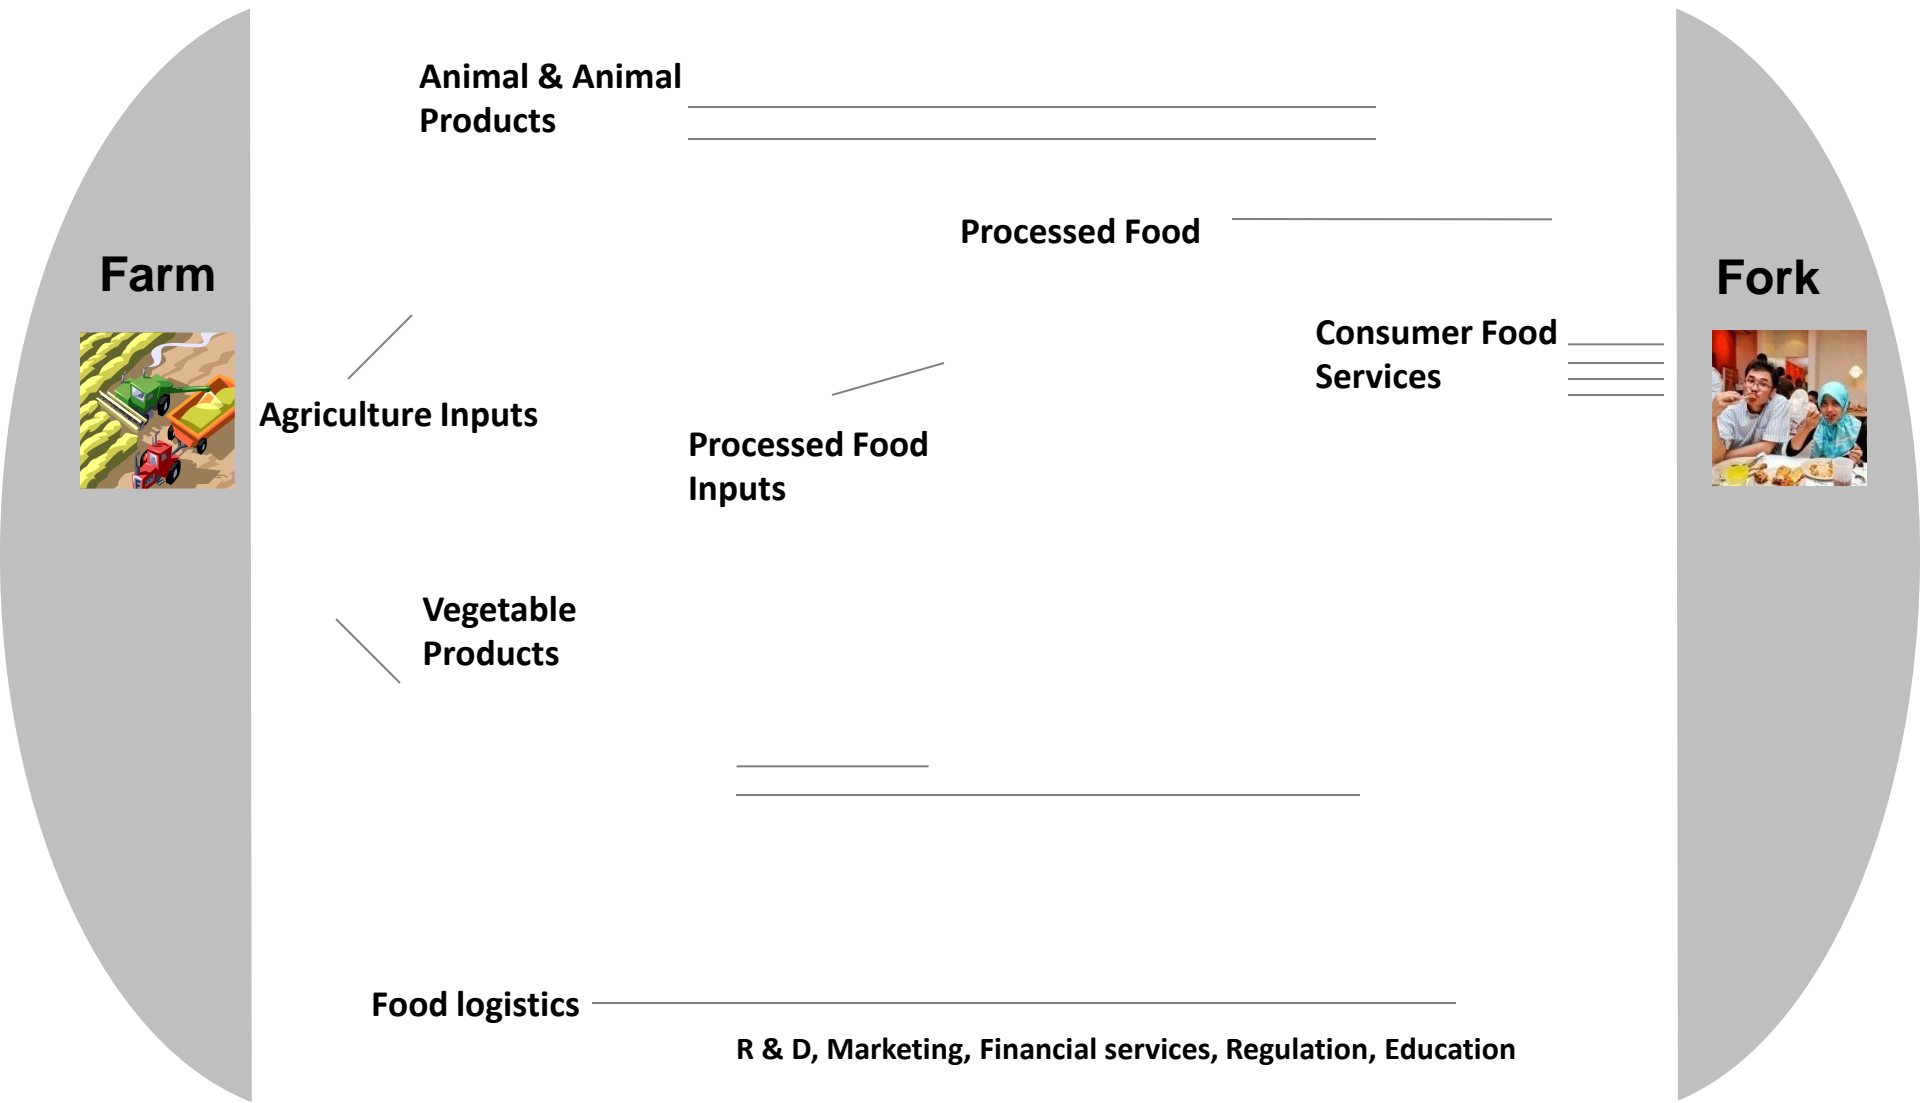 Animal & Animal
Products
Processed Food
Farm
Fork
Consumer Food
Services
Agriculture Inputs
Processed Food
Inputs
Vegetable
Products
Food logistics
R & D, Marketing, Financial services, Regulation, Education